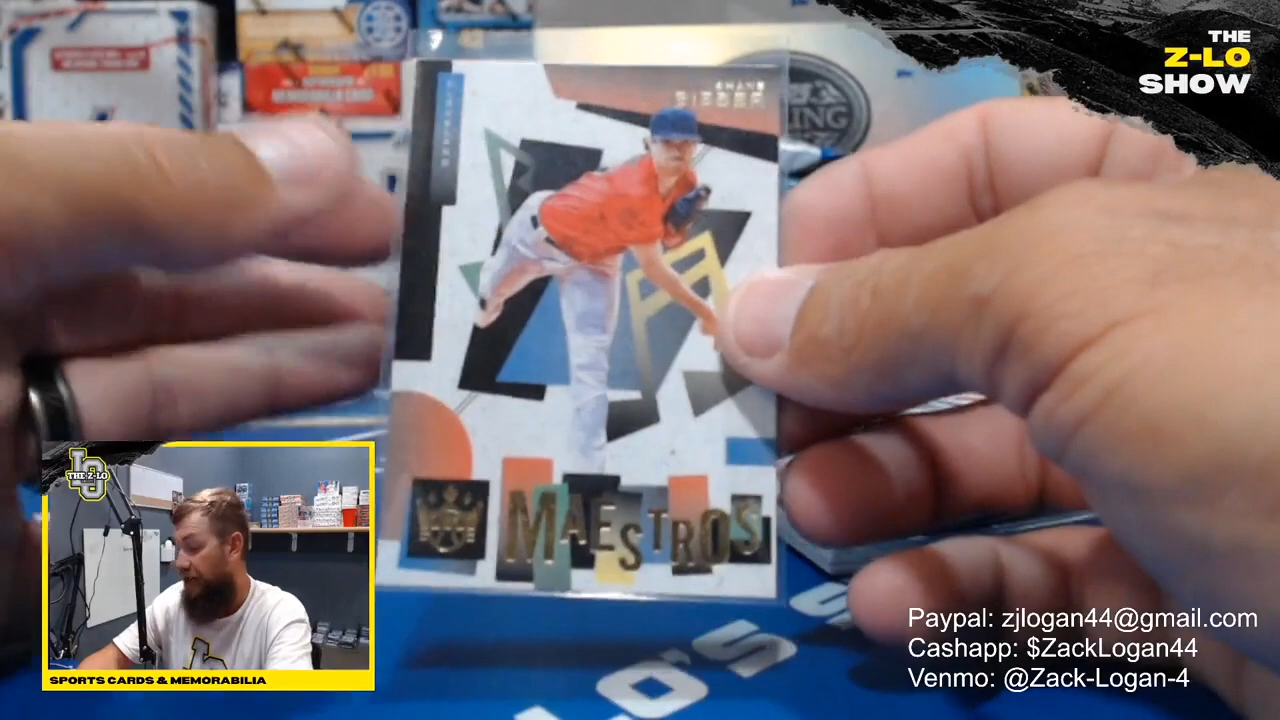 THE
Z-LO
SHOW
SHANE
BIEBER
MAESTROS
THE Z-LO
SPORTS CARDS & MEMORABILIA
Paypal: zjlogan44@gmail.com
Cashapp: $ZackLogan44
Venmo: @Zack-Logan-4